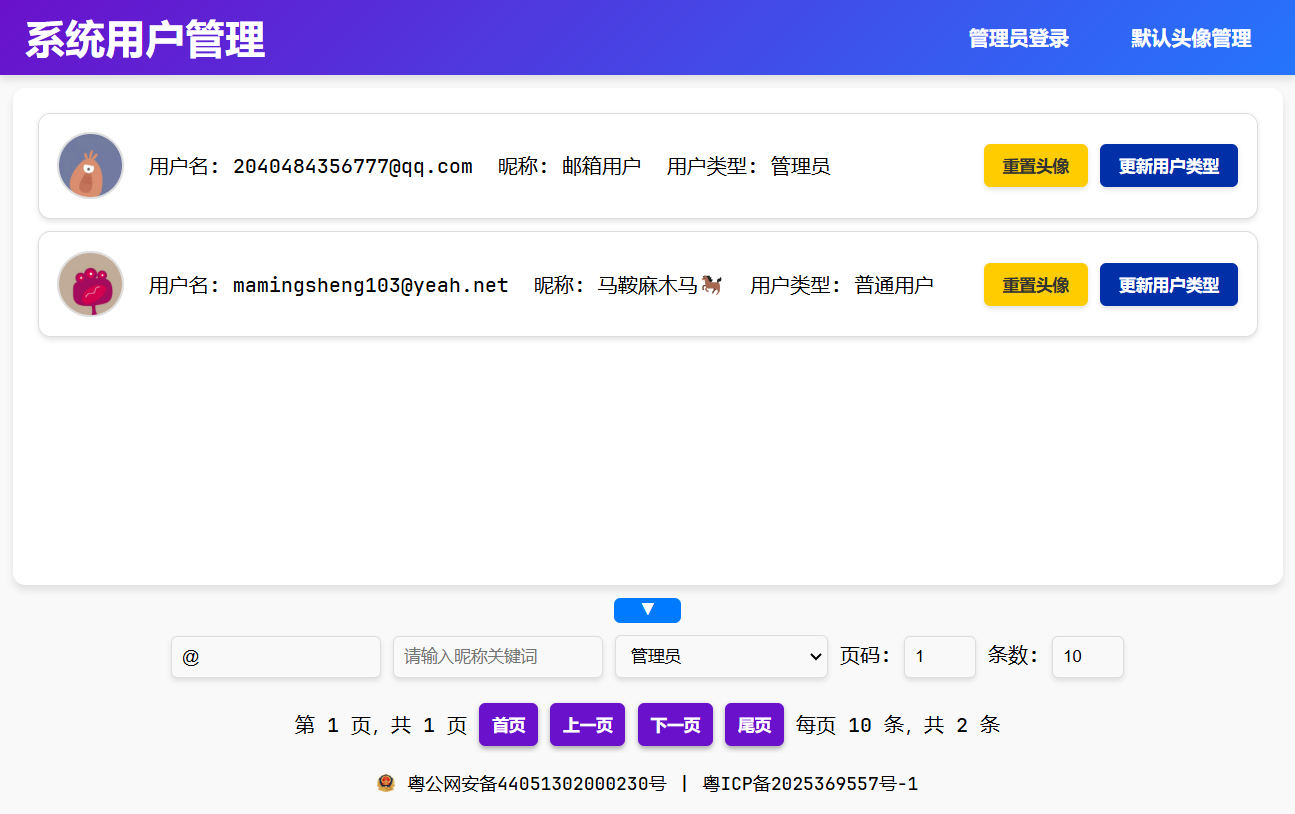 系统用户管理 管理员登录 默认头像管理
用户名: 2040484356777@qq.com 昵称: 邮箱用户 用户类型: 管理员 重置头像 更新用户类型
用户名: mamingsheng103@yeah.net 昵称: 马鞍麻木马🐎 用户类型: 普通用户 重置头像 更新用户类型
▼
@ 请输入昵称关键词 管理员 页码: 1 条数: 10
第 1 页, 共 1 页 首页 上一页 下一页 尾页 每页 10 条, 共 2 条
粤公网安备44051302000230号 | 粤ICP备2025369557号-1